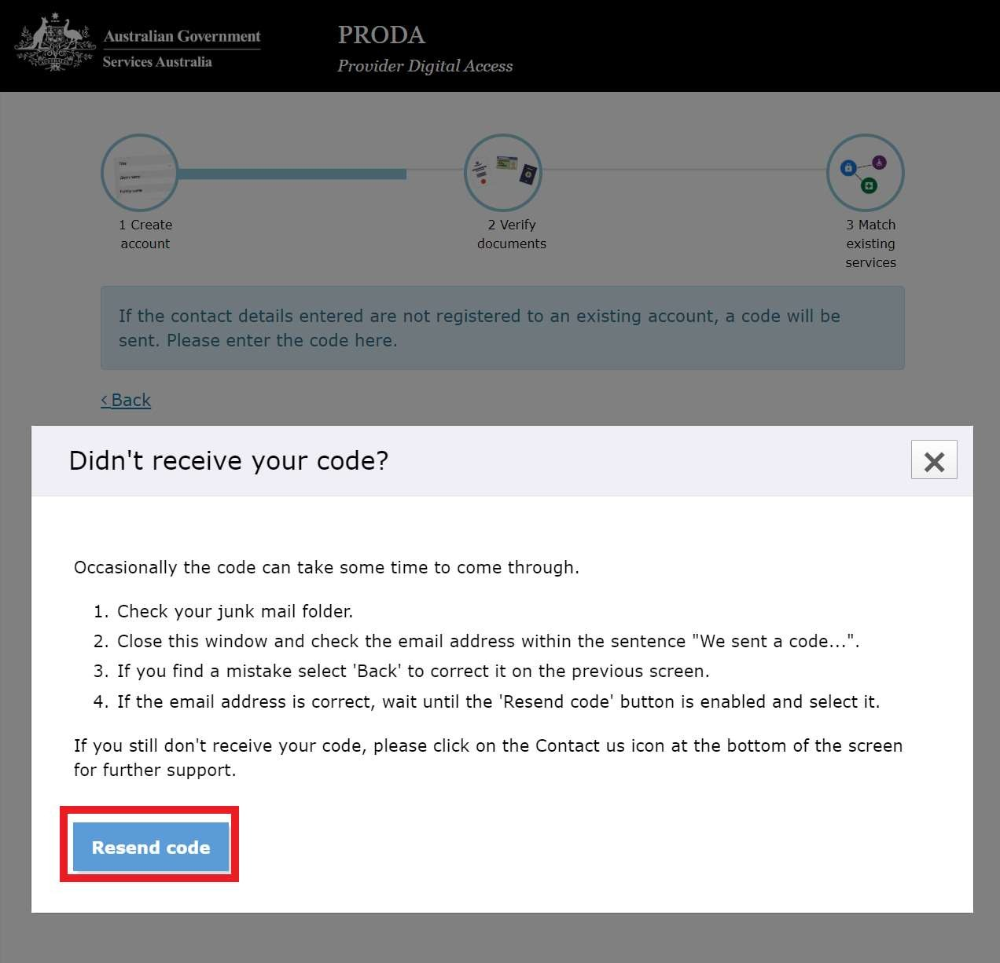 Australian Government
Services Australia
PRODA
Provider Digital Access
Title
Given name
Family name
1 Create
account
2 Verify
documents
3 Match
existing
services
If the contact details entered are not registered to an existing account, a code will be
sent. Please enter the code here.
< Back
Didn't receive your code?
Occasionally the code can take some time to come through.
1. Check your junk mail folder.
2. Close this window and check the email address within the sentence "We sent a code...".
3. If you find a mistake select 'Back' to correct it on the previous screen.
4. If the email address is correct, wait until the 'Resend code' button is enabled and select it.
If you still don't receive your code, please click on the Contact us icon at the bottom of the screen
for further support.
Resend code